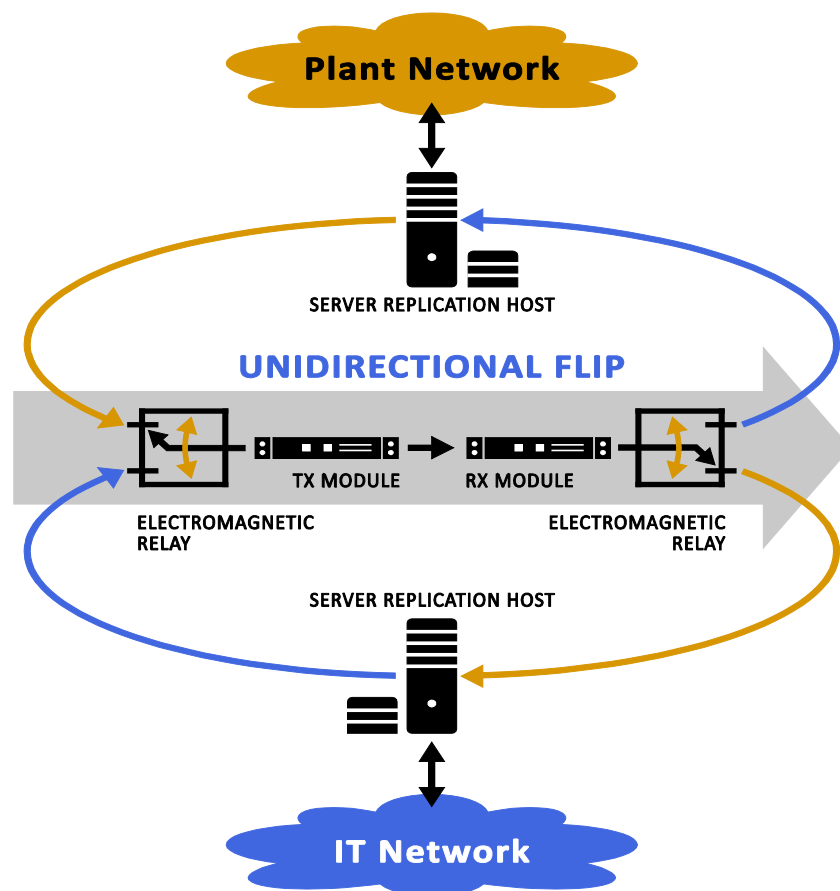 Plant Network
SERVER REPLICATION HOST
UNIDIRECTIONAL FLIP
TX MODULE
RX MODULE
ELECTROMAGNETIC
RELAY
ELECTROMAGNETIC
RELAY
SERVER REPLICATION HOST
IT Network